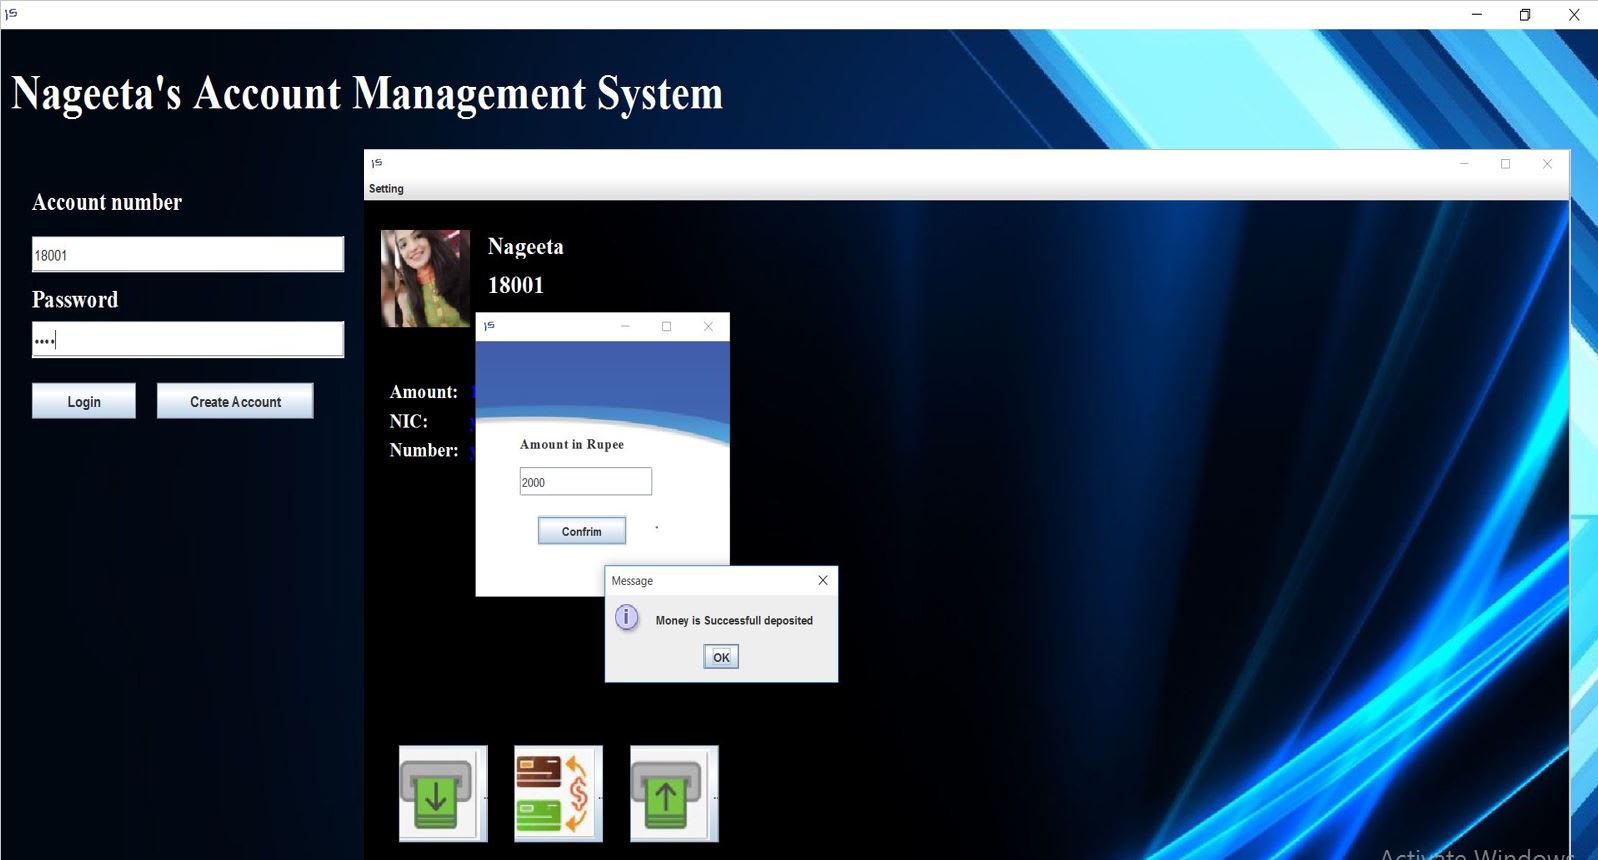 Nageeta's Account Management System
Account number
18001
Password
Login
Create Account
Setting
Nageeta
18001
Amount:
NIC:
Number:
Amount in Rupee
2000
Confrim
Message
Money is Successfull deposited
OK
Activate Windows